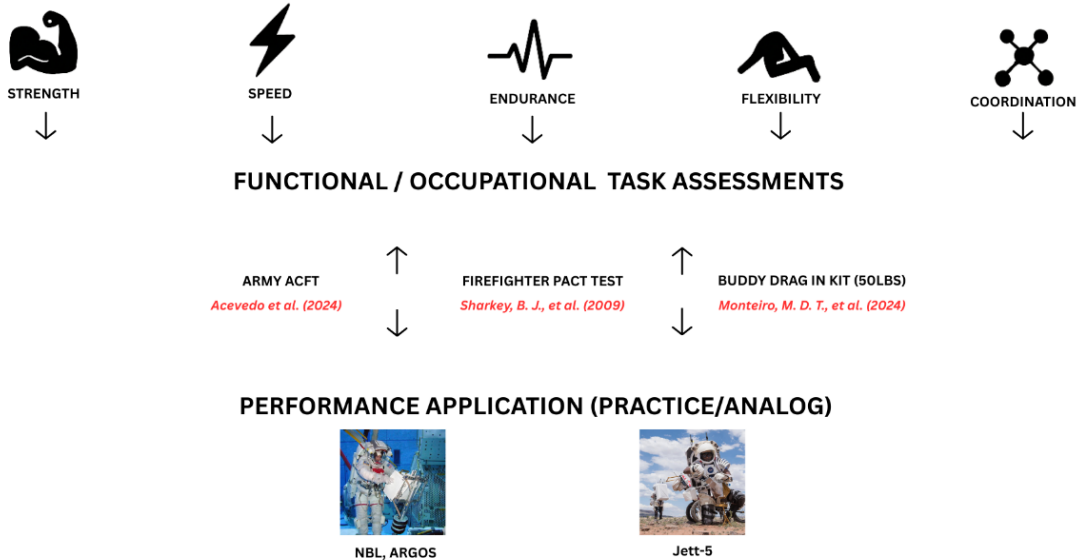 STRENGTH
SPEED
ENDURANCE
FLEXIBILITY
COORDINATION
FUNCTIONAL / OCCUPATIONAL TASK ASSESSMENTS
ARMY ACFT
FIREFIGHTER PACT TEST
BUDDY DRAG IN KIT (50LBS)
Acevedo et al. (2024)
Sharkey, B. J., et al. (2009)
Monteiro, M. D. T., et al. (2024)
PERFORMANCE APPLICATION (PRACTICE/ANALOG)
NBL, ARGOS
Jett-5